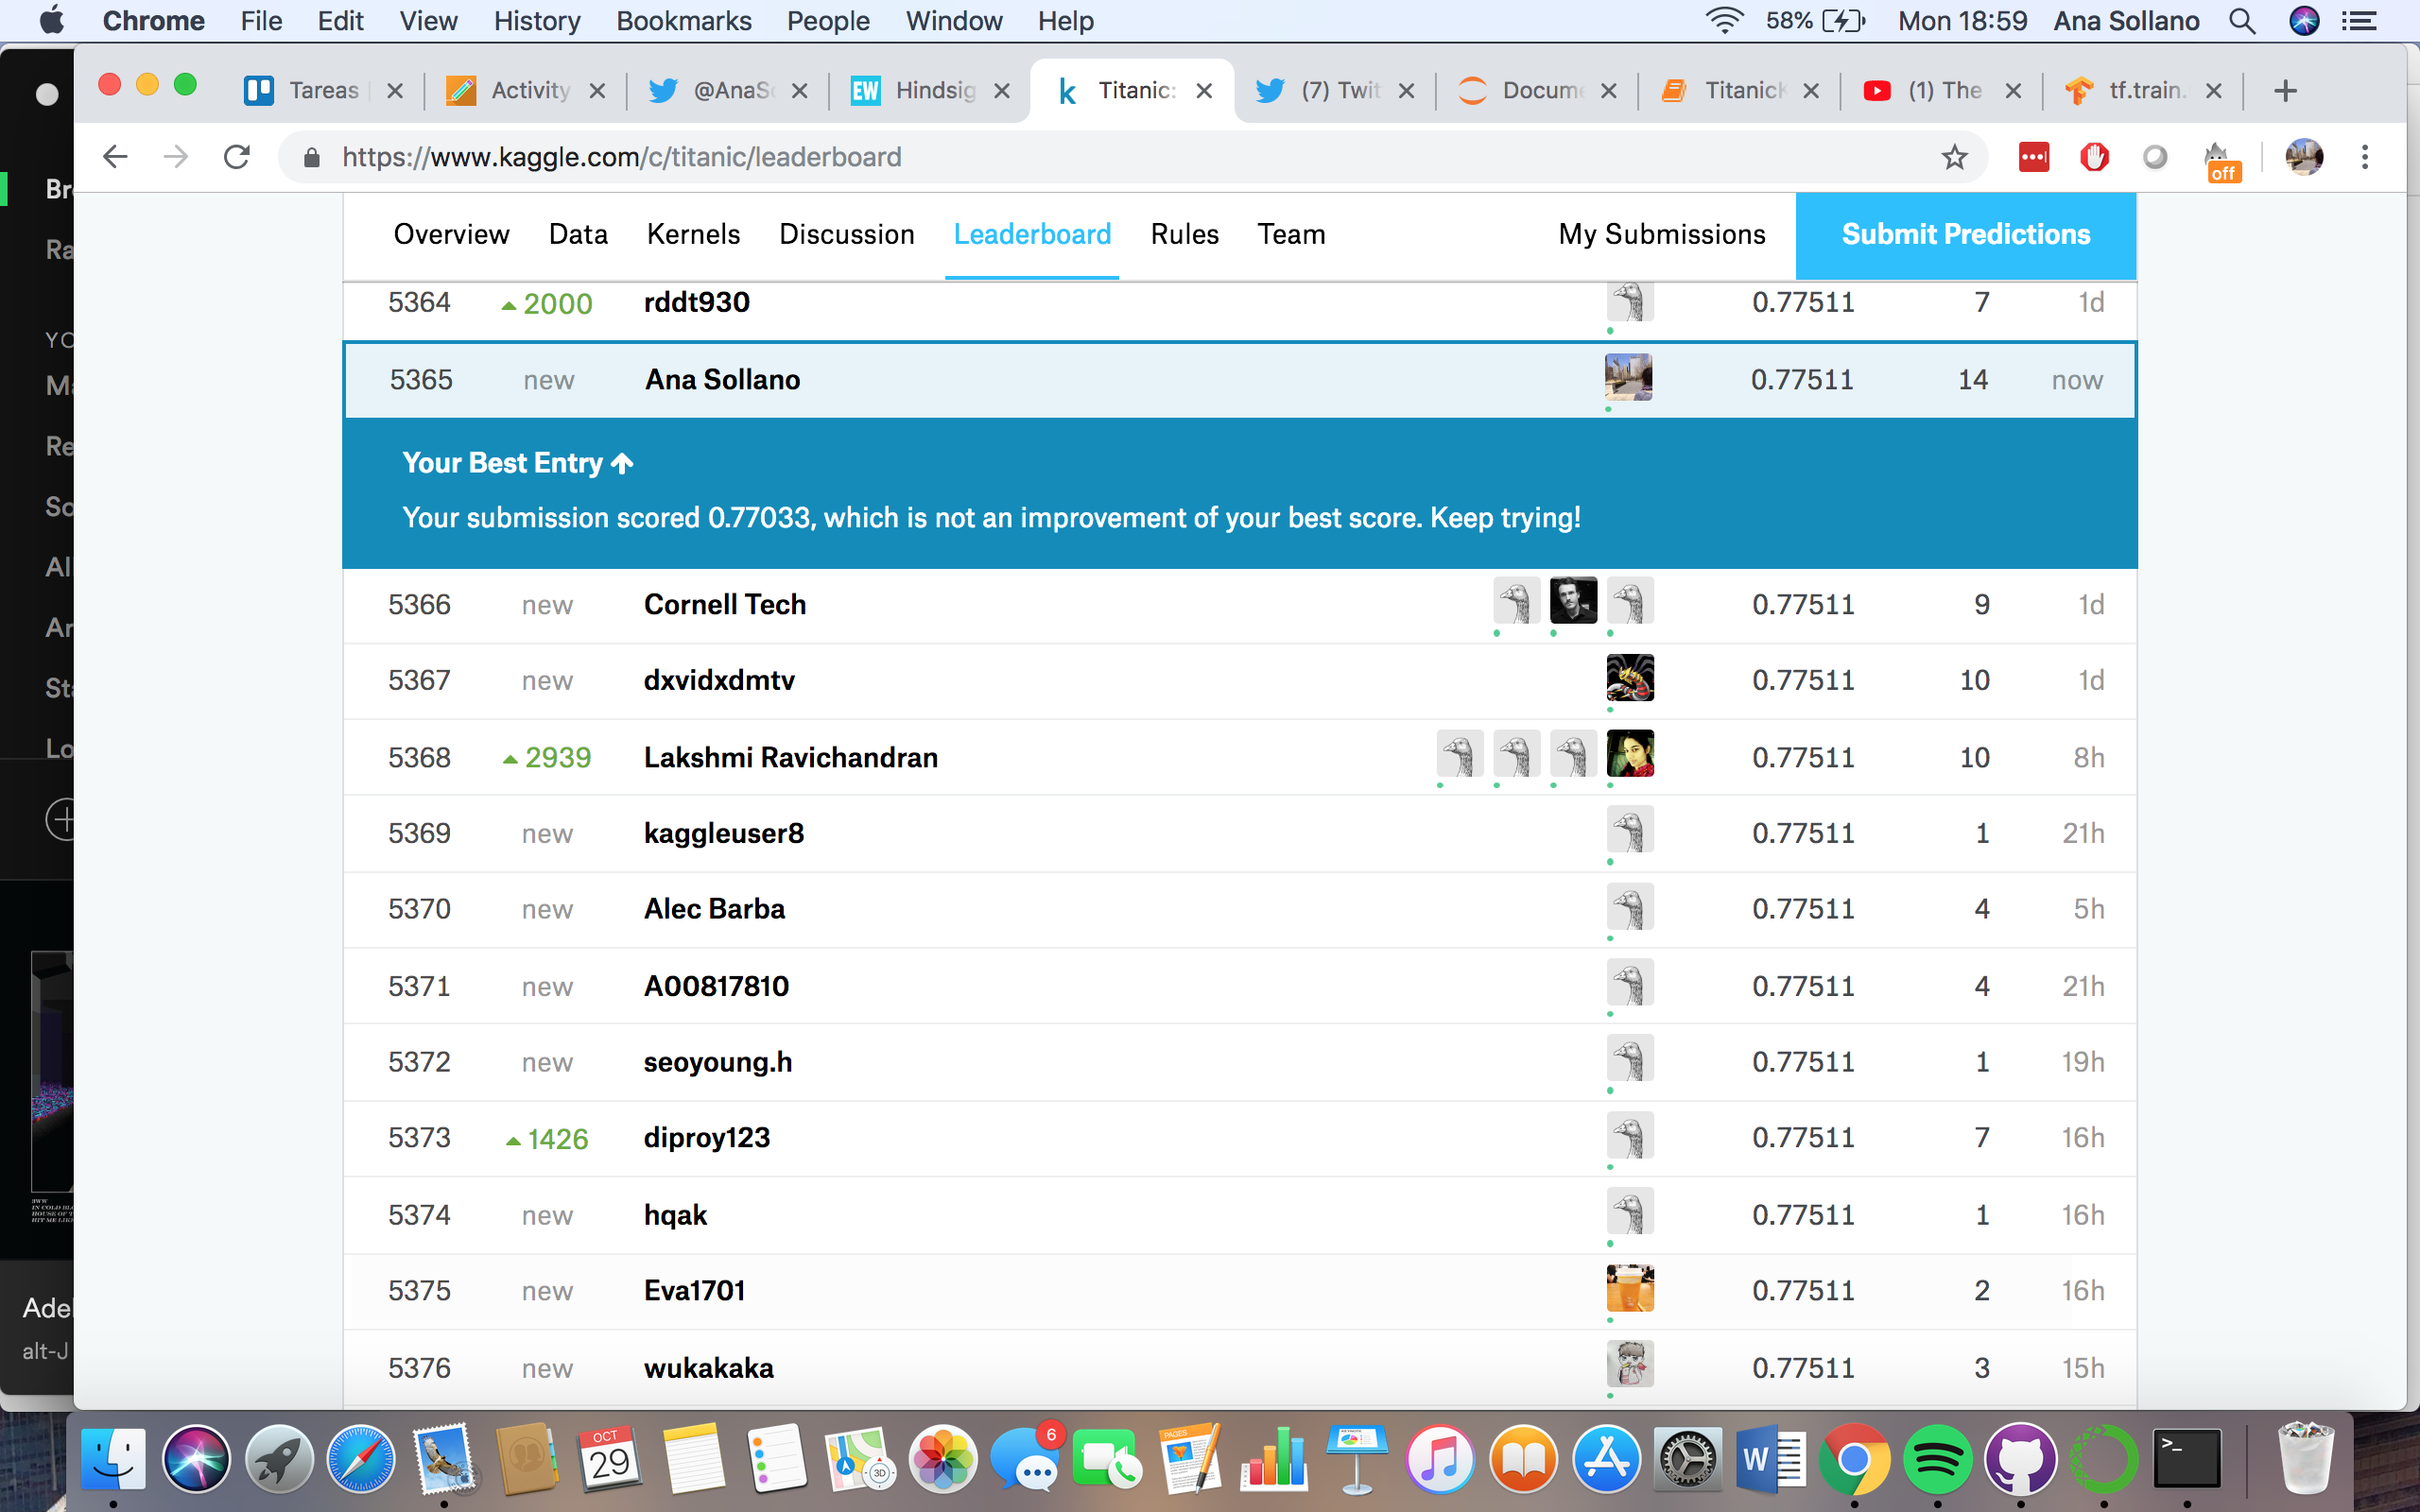 Chrome File Edit View History Bookmarks People Window Help 58% Mon 18:59 Ana Sollano
Tareas Activity @AnaSo EW Hindsig k Titanic: (7) Twit Docume TitanicK (1) The tf.train.
https://www.kaggle.com/c/titanic/leaderboard off
Overview Data Kernels Discussion Leaderboard Rules Team My Submissions Submit Predictions
5364 2000 rddt930 0.77511 7 1d
5365 new Ana Sollano 0.77511 14 now
Your Best Entry
Your submission scored 0.77033, which is not an improvement of your best score. Keep trying!
5366 new Cornell Tech 0.77511 9 1d
5367 new dxvidxdmtv 0.77511 10 1d
5368 2939 Lakshmi Ravichandran 0.77511 10 8h
5369 new kaggleuser8 0.77511 1 21h
5370 new Alec Barba 0.77511 4 5h
5371 new A00817810 0.77511 4 21h
5372 new seoyoung.h 0.77511 1 19h
5373 1426 diproy123 0.77511 7 16h
5374 new hqak 0.77511 1 16h
5375 new Eva1701 0.77511 2 16h
5376 new wukakaka 0.77511 3 15h
Br
Ra
YO
Ma
Re
So
Al
Ar
Sta
Lo
Adel
alt-J
OCT
29
3D
6
PAGES
W
>_